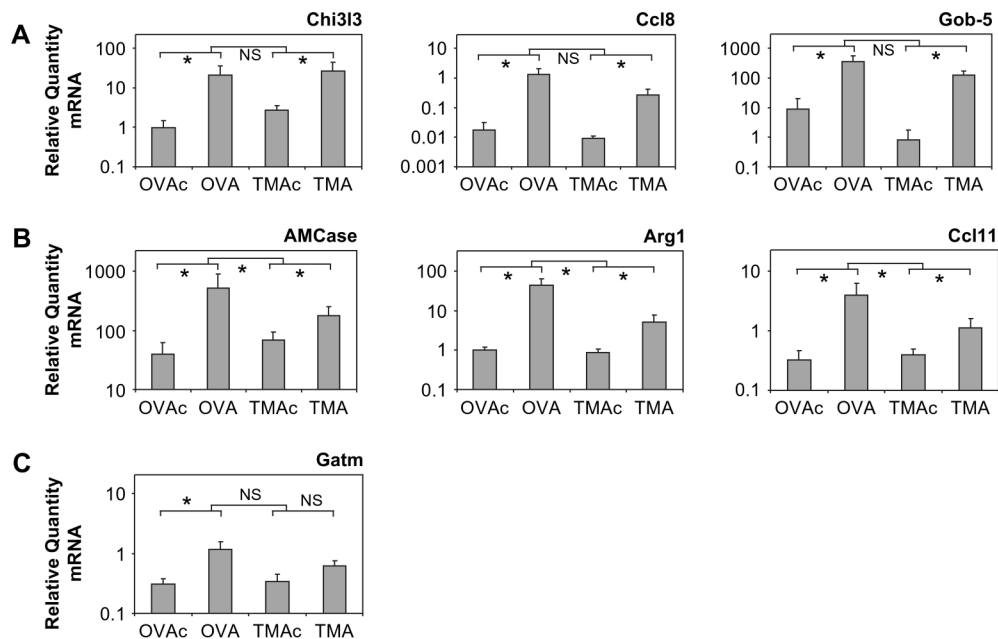 A
Chi3l3
Relative Quantity
mRNA
100
10
1
0.1
*
NS
*
OVAc OVA TMAc TMA
Ccl8
10
1
0.1
0.01
0.001
*
NS
*
OVAc OVA TMAc TMA
Gob-5
1000
100
10
1
0.1
*
NS
*
OVAc OVA TMAc TMA
B
AMCase
Relative Quantity
mRNA
1000
100
10
*
*
*
OVAc OVA TMAc TMA
Arg1
100
10
1
0.1
*
*
*
OVAc OVA TMAc TMA
Ccl11
10
1
0.1
*
*
*
OVAc OVA TMAc TMA
C
Gatm
Relative Quantity
mRNA
10
1
0.1
*
NS
NS
OVAc OVA TMAc TMA